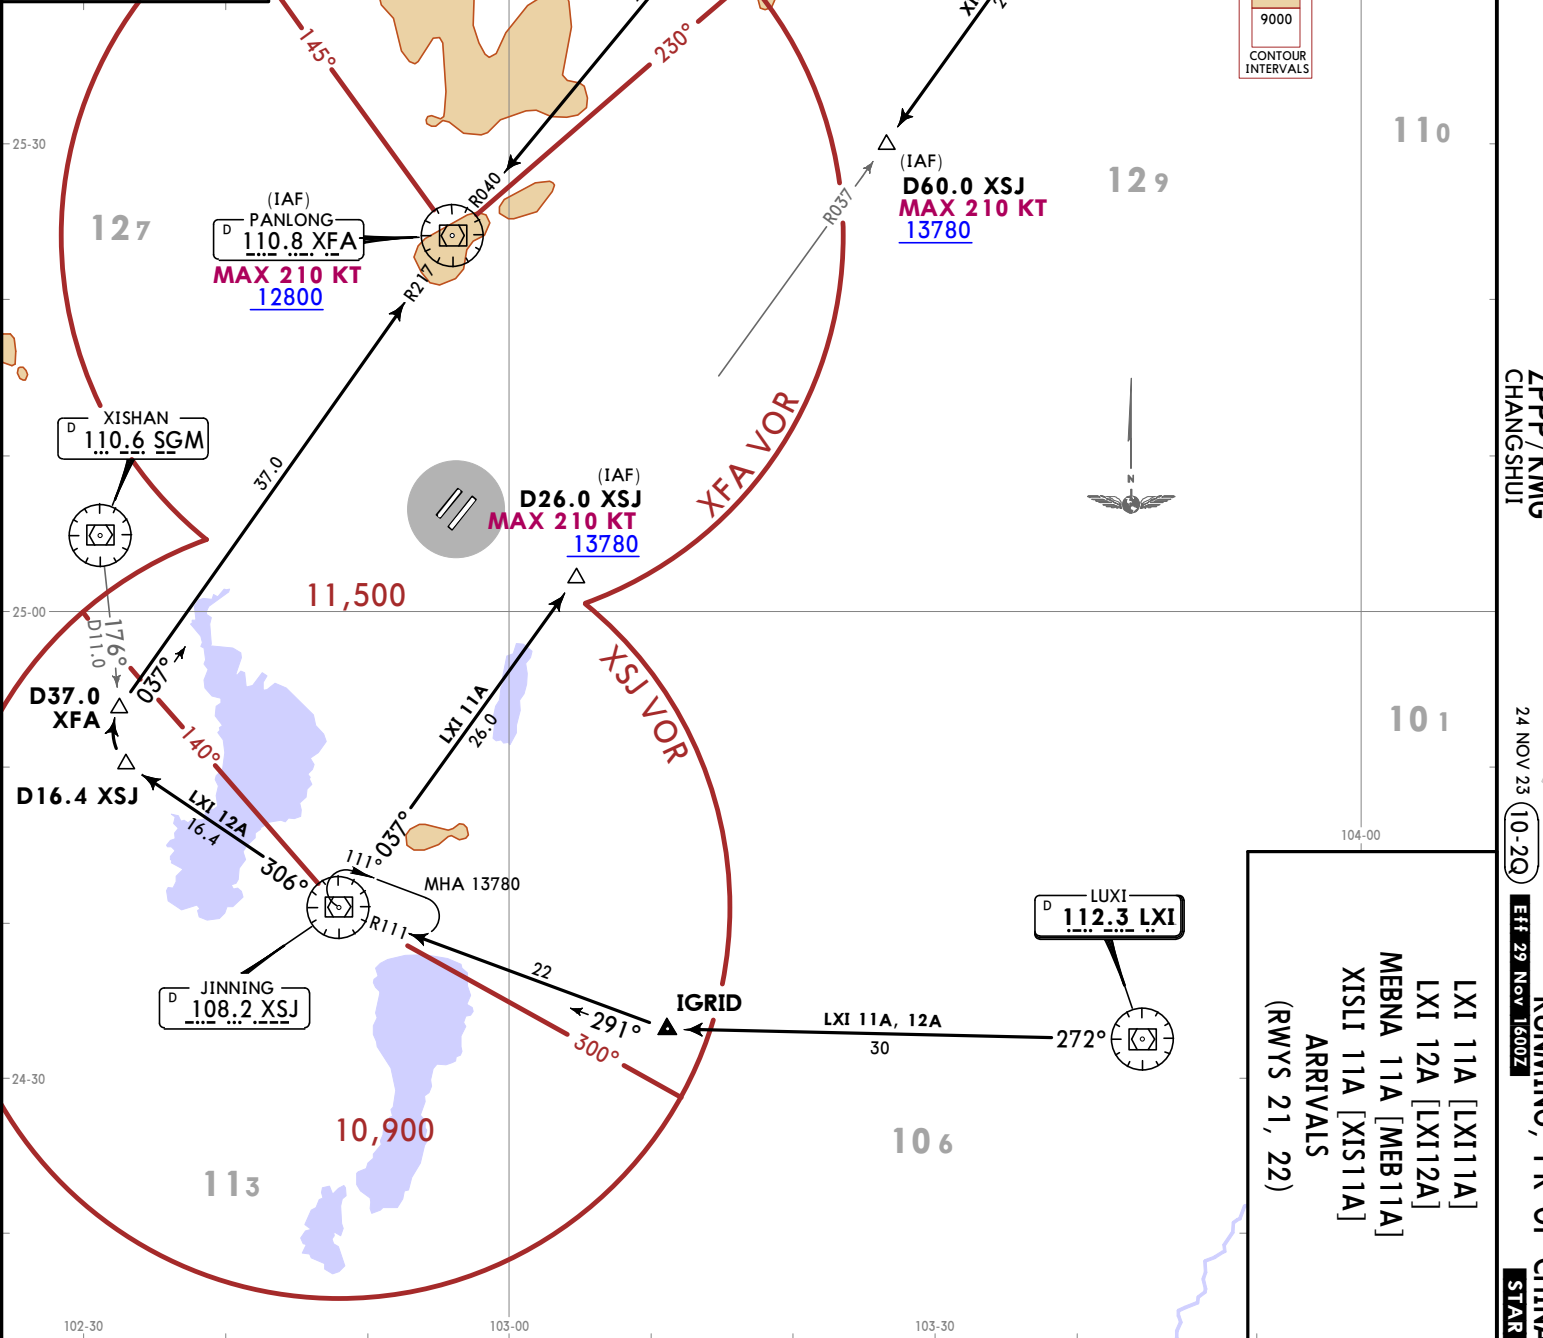 145°
230°
9000
CONTOUR
INTERVALS
25-30
110
129
127
(IAF)
D60.0 XSJ
MAX 210 KT
13780
R037
R040
(IAF)
PANLONG
D 110.8 XFA
MAX 210 KT
12800
R217
XISHAN
D 110.6 SGM
37.0
(IAF)
D26.0 XSJ
MAX 210 KT
13780
XFA VOR
N
ZPPP/KMG
CHANGSHUI
25-00
11,500
176°
D11.0
037°
D37.0
XFA
XSJ VOR
LXI 11A
26.0
140°
D16.4 XSJ
LXI 12A
16.4
306°
037°
111°
MHA 13780
R111
101
24 NOV 23
10-2Q
Eff 29 Nov 1600Z
104-00
JINNING
D 108.2 XSJ
22
IGRID
291°
300°
LXI 11A, 12A
30
272°
LUXI
D 112.3 LXI
24-30
10,900
113
106
LXI 11A [LXI11A]
LXI 12A [LXI12A]
MEBNA 11A [MEB11A]
XISLI 11A [XIS11A]
ARRIVALS
(RWYS 21, 22)
STAR
102-30
103-00
103-30